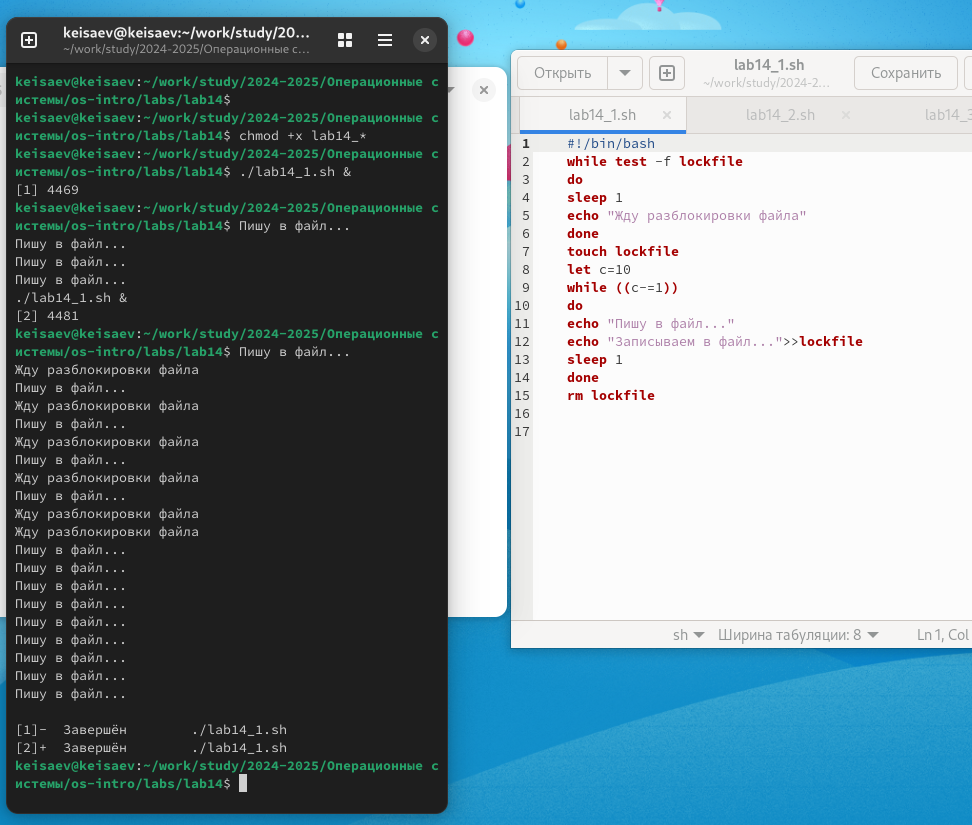 keisaev@keisaev:~/work/study/20...
~/work/study/2024-2025/Операционные с...
keisaev@keisaev:~/work/study/2024-2025/Операционные с
истемы/os-intro/labs/lab14$
keisaev@keisaev:~/work/study/2024-2025/Операционные с
истемы/os-intro/labs/lab14$ chmod +x lab14_*
keisaev@keisaev:~/work/study/2024-2025/Операционные с
истемы/os-intro/labs/lab14$ ./lab14_1.sh &
[1] 4469
keisaev@keisaev:~/work/study/2024-2025/Операционные с
истемы/os-intro/labs/lab14$ Пишу в файл...
Пишу в файл...
Пишу в файл...
Пишу в файл...
./lab14_1.sh &
[2] 4481
keisaev@keisaev:~/work/study/2024-2025/Операционные с
истемы/os-intro/labs/lab14$ Пишу в файл...
Жду разблокировки файла
Пишу в файл...
Жду разблокировки файла
Пишу в файл...
Жду разблокировки файла
Пишу в файл...
Жду разблокировки файла
Пишу в файл...
Жду разблокировки файла
Жду разблокировки файла
Пишу в файл...
Пишу в файл...
Пишу в файл...
Пишу в файл...
Пишу в файл...
Пишу в файл...
Пишу в файл...
Пишу в файл...
Пишу в файл...
[1]-  Завершён        ./lab14_1.sh
[2]+  Завершён        ./lab14_1.sh
keisaev@keisaev:~/work/study/2024-2025/Операционные с
истемы/os-intro/labs/lab14$
Открыть
lab14_1.sh
~/work/study/2024-2...
Сохранить
lab14_1.sh
lab14_2.sh
lab14_3
1 #!/bin/bash
2 while test -f lockfile
3 do
4 sleep 1
5 echo "Жду разблокировки файла"
6 done
7 touch lockfile
8 let c=10
9 while ((c-=1))
10 do
11 echo "Пишу в файл..."
12 echo "Записываем в файл...">>lockfile
13 sleep 1
14 done
15 rm lockfile
16
17
sh Ширина табуляции: 8 Ln 1, Col